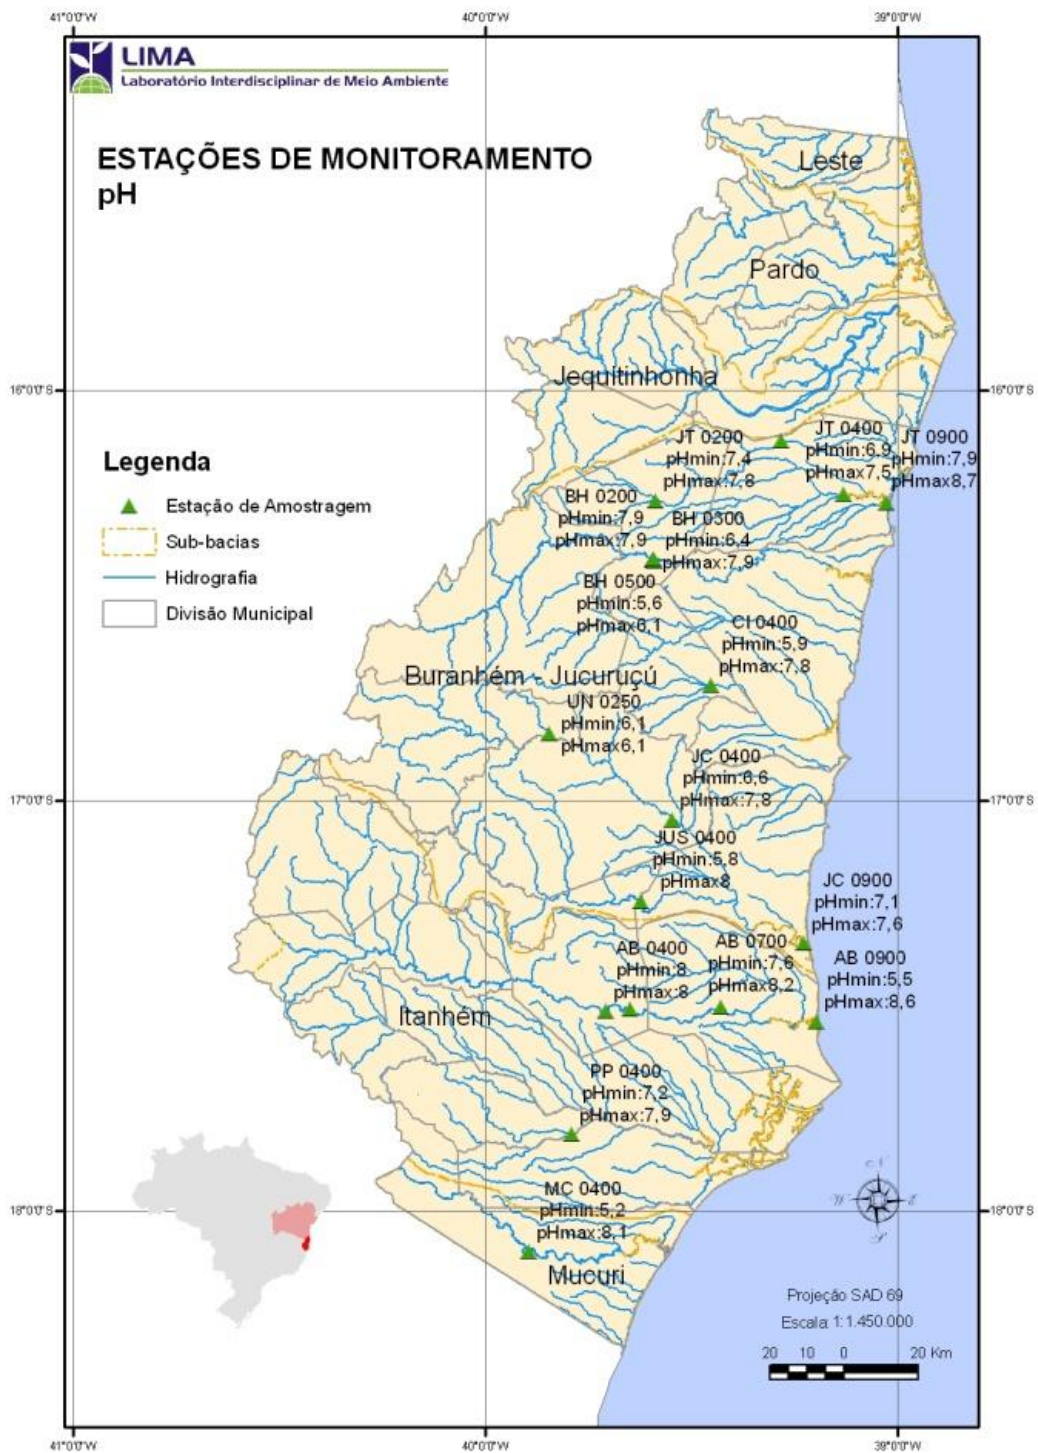 41°0'0"W
40°0'0"W
39°0'0"W
LIMA
Laboratório Interdisciplinar de Meio Ambiente
ESTAÇÕES DE MONITORAMENTO
pH
Leste
Pardo
Jequitinhonha
16°0'0"S
16°0'0"S
JT 0200
pHmin:7,4
pHmax:7,8
JT 0400
pHmin:6,9
pHmax7,5
JT 0900
pHmin:7,9
pHmax8,7
Legenda
Estação de Amostragem
Sub-bacias
Hidrografia
Divisão Municipal
BH 0200
pHmin:7,9
pHmax:7,9
BH 0300
pHmin:6,4
pHmax:7,9
BH 0500
pHmin:5,6
pHmax6,1
CI 0400
pHmin:5,9
pHmax:7,8
Buranhém - Jucuruçú
UN 0250
pHmin:6,1
pHmax6,1
JC 0400
pHmin:6,6
pHmax:7,8
17°0'0"S
17°0'0"S
JUS 0400
pHmin:5,8
pHmax8
JC 0900
pHmin:7,1
pHmax:7,6
AB 0400
pHmin:8
pHmax:8
AB 0700
pHmin:7,6
pHmax8,2
AB 0900
pHmin:5,5
pHmax:8,6
Itanhém
PP 0400
pHmin:7,2
pHmax:7,9
MC 0400
pHmin:5,2
pHmax:8,1
Mucuri
18°0'0"S
18°0'0"S
N
W
E
S
Projeção SAD 69
Escala: 1:1.450.000
20 10 0 20 Km
41°0'0"W
40°0'0"W
39°0'0"W